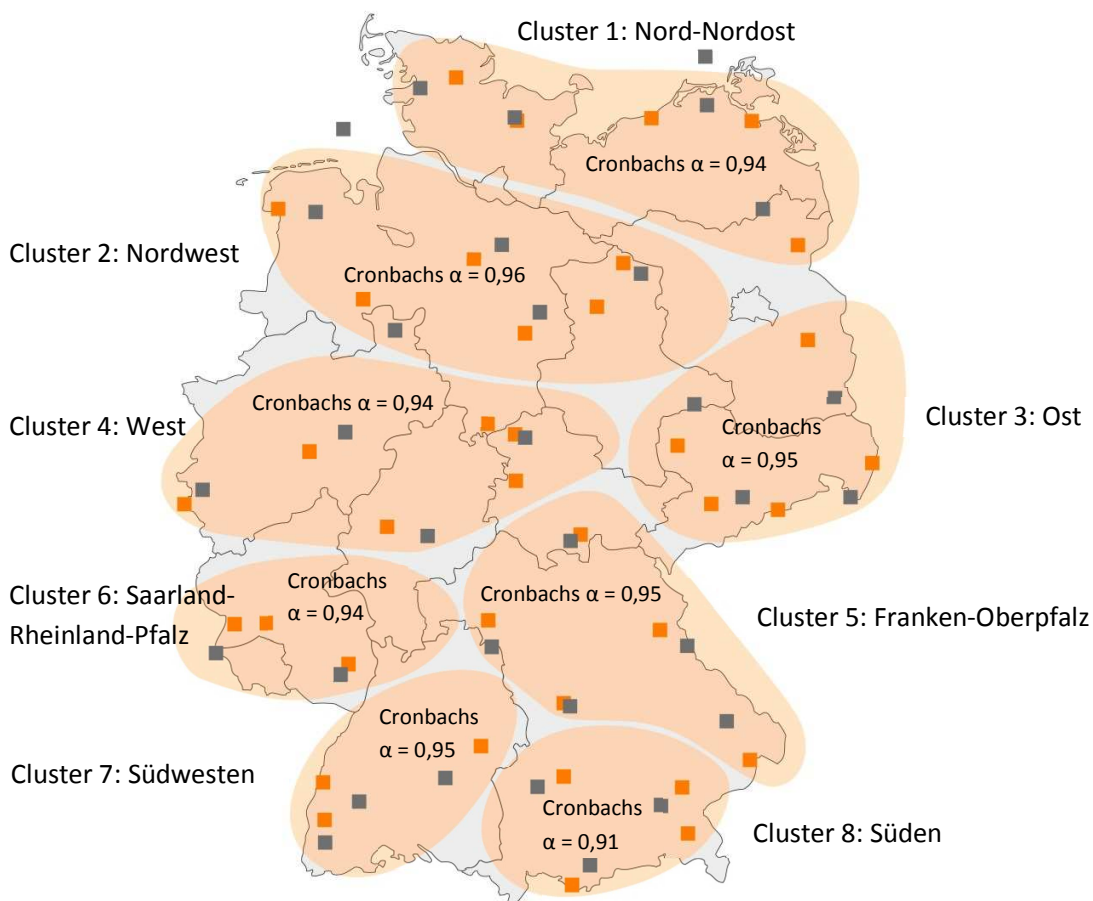 Cluster 1: Nord-Nordost
Cronbachs α = 0,94
Cluster 2: Nordwest
Cronbachs α = 0,96
Cluster 4: West
Cronbachs α = 0,94
Cluster 3: Ost
Cronbachs
α = 0,95
Cluster 6: Saarland-
Rheinland-Pfalz
Cronbachs
α = 0,94
Cronbachs α = 0,95
Cluster 5: Franken-Oberpfalz
Cluster 7: Südwesten
Cronbachs
α = 0,95
Cronbachs
α = 0,91
Cluster 8: Süden